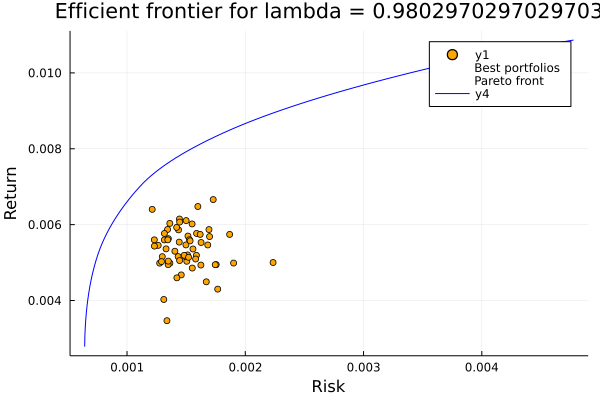 Efficient frontier for lambda = 0.9802970297029703
y1
Best portfolios
Pareto front
y4
Return
0.010
0.008
0.006
0.004
0.001
0.002
0.003
0.004
Risk